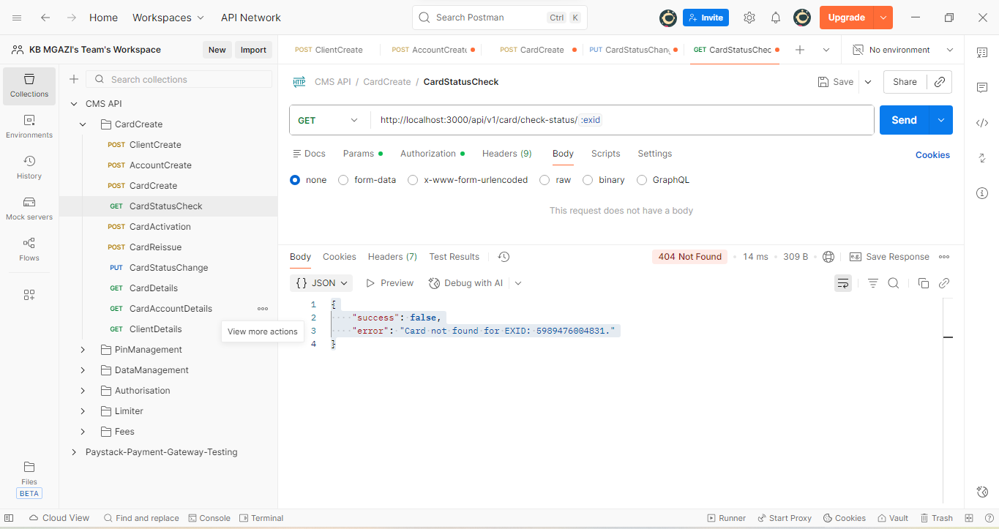 Home Workspaces API Network Search Postman Ctrl K Invite Upgrade
KB MGAZI's Team's Workspace New Import
POST ClientCreate POST AccountCreate POST CardCreate PUT CardStatusChang GET CardStatusChec No environment
Collections
Environments
History
Mock servers
Flows
Files
BETA
Search collections
CMS API
CardCreate
POST ClientCreate
POST AccountCreate
POST CardCreate
GET CardStatusCheck
POST CardActivation
POST CardReissue
PUT CardStatusChange
GET CardDetails
GET CardAccountDetails
GET ClientDetails
View more actions
PinManagement
DataManagement
Authorisation
Limiter
Fees
Paystack-Payment-Gateway-Testing
HTTP CMS API / CardCreate / CardStatusCheck Save Share
GET http://localhost:3000/api/v1/card/check-status/ :exid Send
Docs Params Authorization Headers (9) Body Scripts Settings Cookies
none form-data x-www-form-urlencoded raw binary GraphQL
This request does not have a body
Body Cookies Headers (7) Test Results 404 Not Found 14 ms 309 B e.g. Save Response
{} JSON Preview Debug with AI
1 {
2 "success": false,
3 "error": "Card not found for EXID: 5989476004831."
4 }
Cloud View Find and replace Console Terminal Runner Start Proxy Cookies Vault Trash